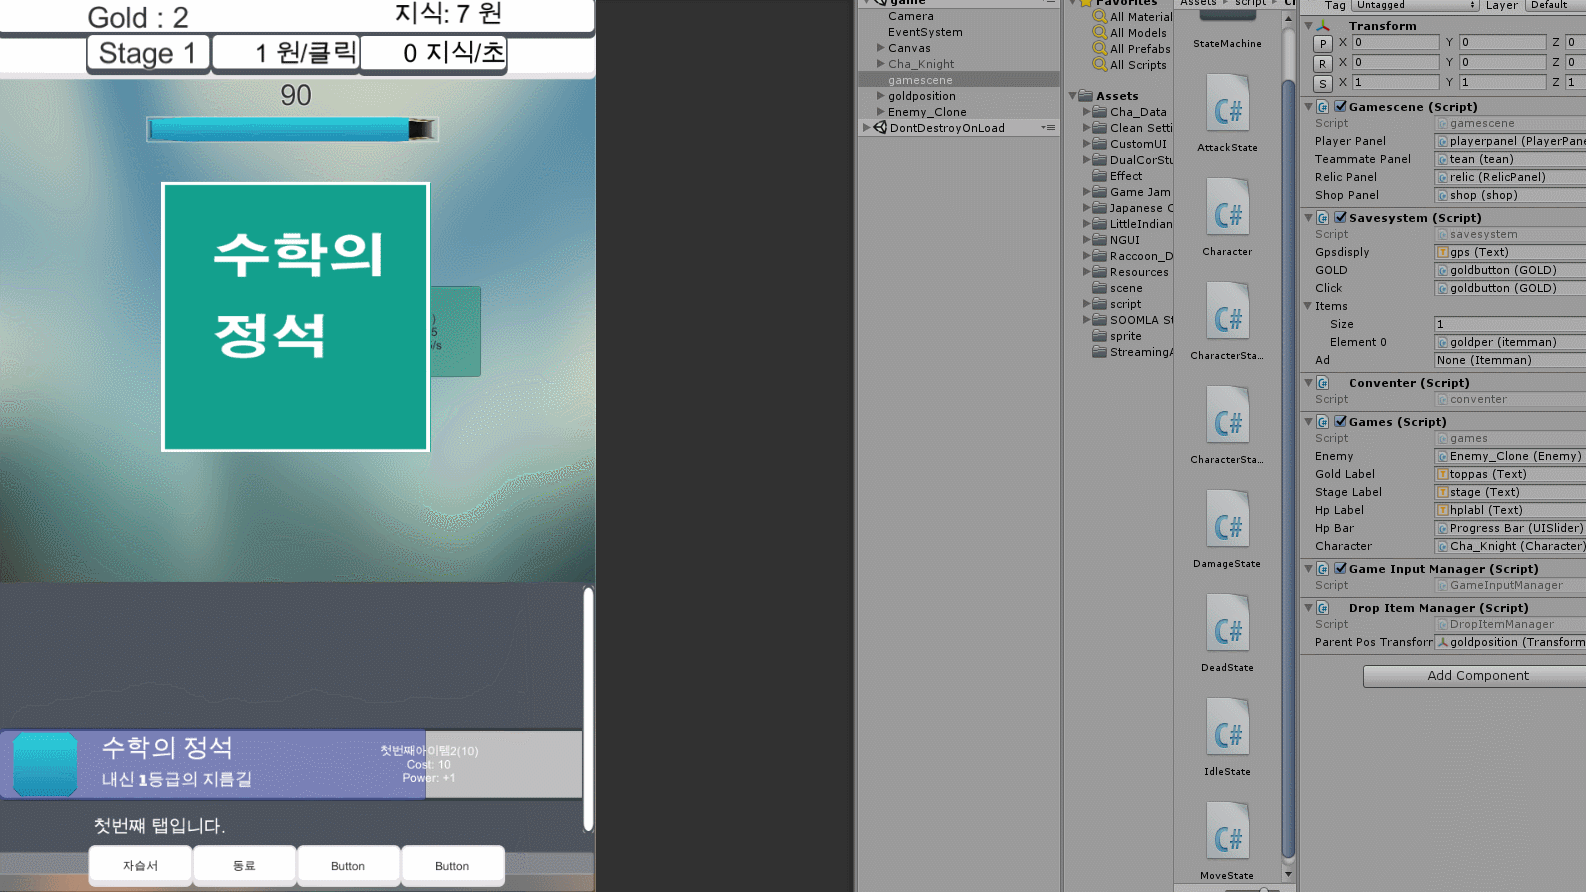 Gold : 2
지식: 7 원
Stage 1
1 원/클릭
0 지식/초
90
수학의
정석
)
5
/s
수학의 정석
내신 1등급의 지름길
첫번째아이템2(10)
Cost: 10
Power: +1
첫번째 탭입니다.
자습서
동료
Button
Button
game
Camera
EventSystem
Canvas
Cha_Knight
gamescene
goldposition
Enemy_Clone
DontDestroyOnLoad
Favorites
All Material
All Models
All Prefabs
All Scripts
Assets
Cha_Data
Clean Setti
CustomUI
DualCorStu
Effect
Game Jam
Japanese C
LittleIndian
NGUI
Raccoon_D
Resources
scene
script
SOOMLA St
sprite
StreamingA
Assets
script
StateMachine
AttackState
Character
CharacterSta...
CharacterSta...
DamageState
DeadState
IdleState
MoveState
Tag Untagged Layer Default
Transform
P X 0 Y 0 Z 0
R X 0 Y 0 Z 0
S X 1 Y 1 Z 1
Gamescene (Script)
Script gamescene
Player Panel playerpanel (PlayerPane
Teammate Panel tean (tean)
Relic Panel relic (RelicPanel)
Shop Panel shop (shop)
Savesystem (Script)
Script savesystem
Gpsdisply gps (Text)
GOLD goldbutton (GOLD)
Click goldbutton (GOLD)
Items
Size 1
Element 0 goldper (itemman)
Ad None (Itemman)
Conventer (Script)
Script conventer
Games (Script)
Script games
Enemy Enemy_Clone (Enemy)
Gold Label toppas (Text)
Stage Label stage (Text)
Hp Label hplabl (Text)
Hp Bar Progress Bar (UISlider)
Character Cha_Knight (Character)
Game Input Manager (Script)
Script GameInputManager
Drop Item Manager (Script)
Script DropItemManager
Parent Pos Transforr goldposition (Transform
Add Component